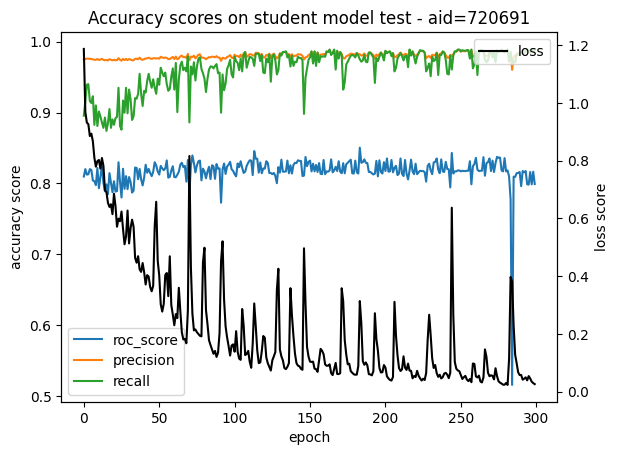 Accuracy scores on student model test - aid=720691
1.0
0.9
0.8
0.7
0.6
0.5
accuracy score
1.2
1.0
0.8
0.6
0.4
0.2
0.0
loss score
loss
roc_score
precision
recall
0 50 100 150 200 250 300
epoch